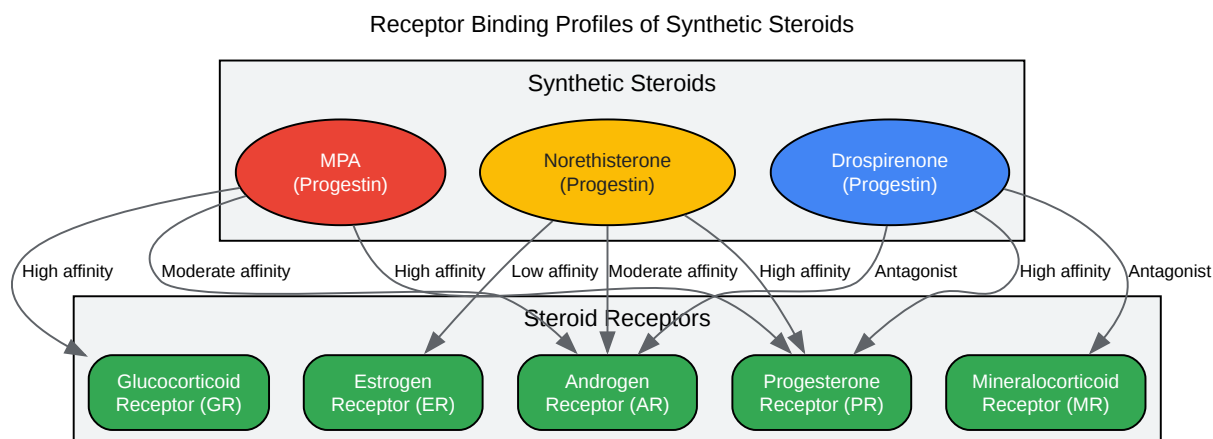 Receptor Binding Profiles of Synthetic Steroids
Synthetic Steroids
MPA
(Progestin)
Norethisterone
(Progestin)
Drospirenone
(Progestin)
High affinity
Moderate affinity
High affinity
Low affinity
Moderate affinity
High affinity
Antagonist
High affinity
Antagonist
Steroid Receptors
Glucocorticoid
Receptor (GR)
Estrogen
Receptor (ER)
Androgen
Receptor (AR)
Progesterone
Receptor (PR)
Mineralocorticoid
Receptor (MR)